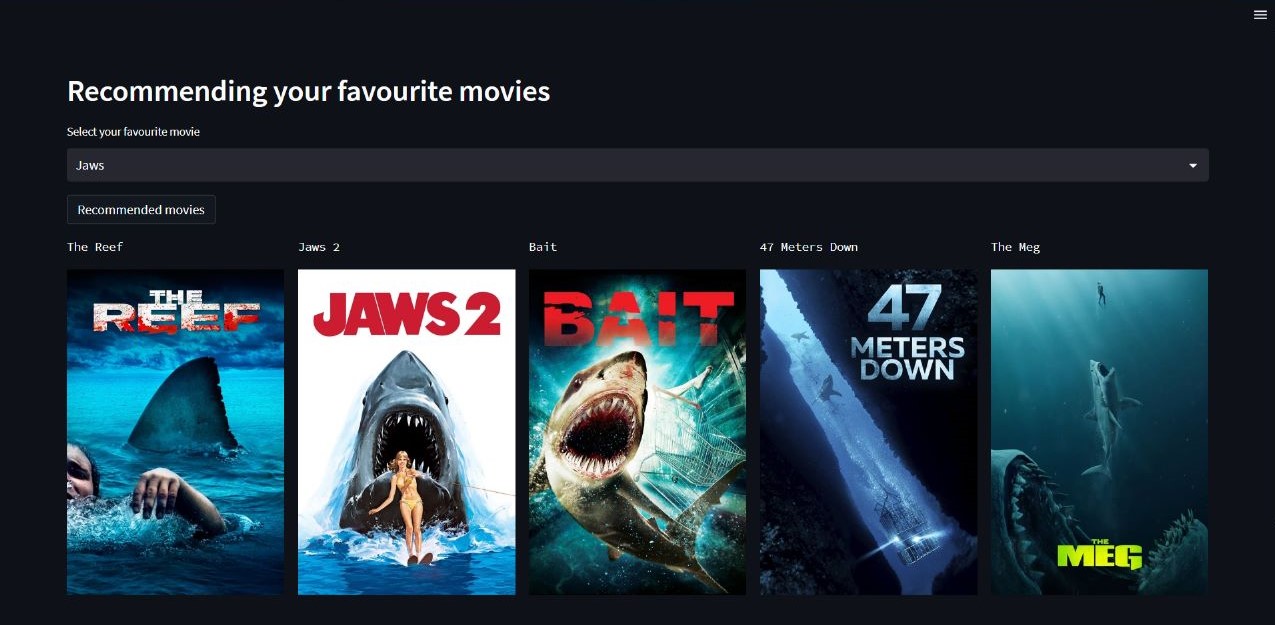 Recommending your favourite movies
Select your favourite movie
Jaws
Recommended movies
The Reef
Jaws 2
Bait
47 Meters Down
The Meg
THE
REEF
JAWS 2
BAIT
47
METERS
DOWN
THE
MEG